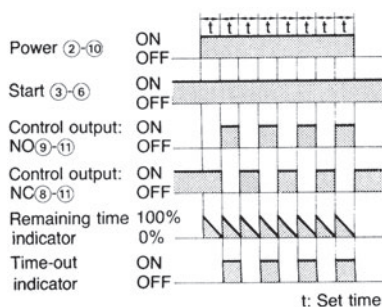 t t t t t t t t
Power ②-⑩ ON
OFF
Start ③-⑥ ON
OFF
Control output: ON
NO⑨-⑪ OFF
Control output: ON
NC⑧-⑪ OFF
Remaining time 100%
indicator 0%
Time-out ON
indicator OFF
t: Set time